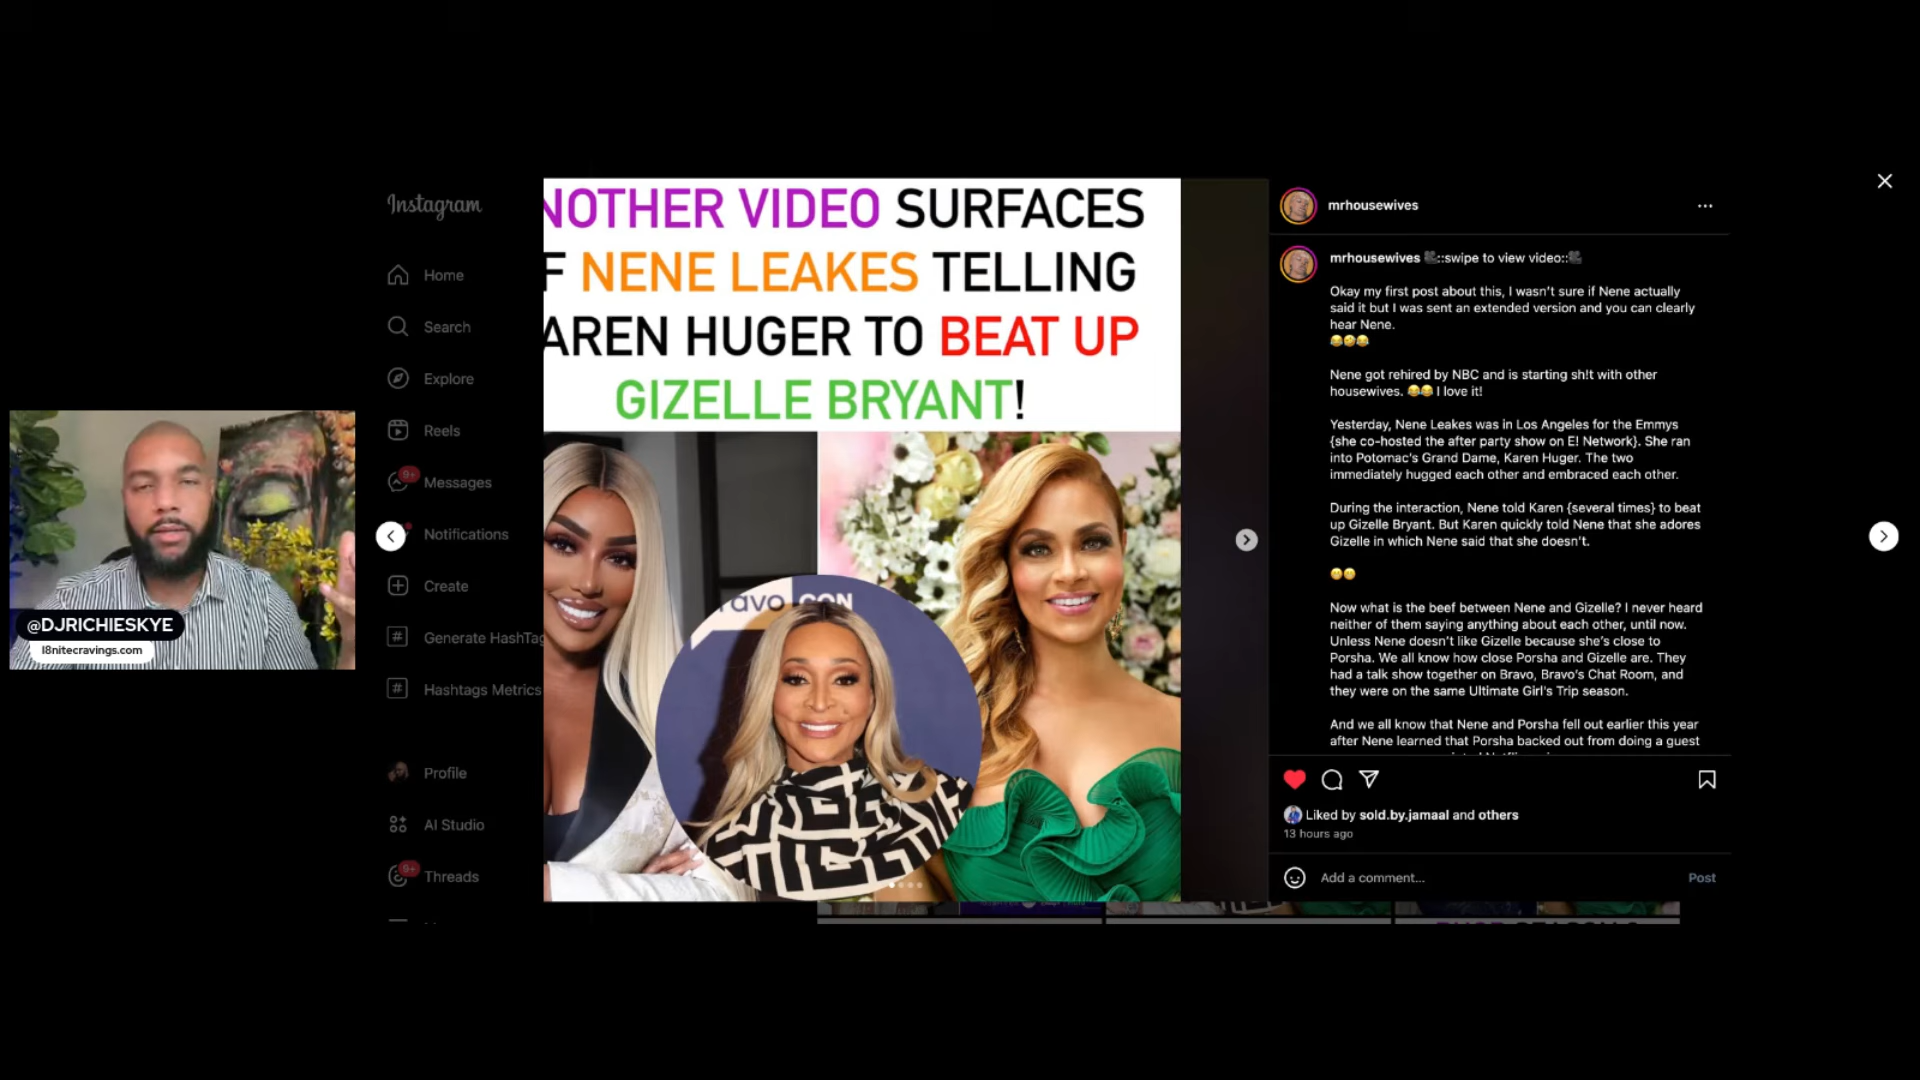 NOTHER VIDEO SURFACES
F NENE LEAKES TELLING
AREN HUGER TO BEAT UP
GIZELLE BRYANT!
avo CON
@DJRICHIESKYE
l8nitecravings.com
Instagram
Home
Search
Explore
Reels
9+
Messages
Notifications
Create
Generate HashTag
Hashtags Metrics
Profile
AI Studio
9+
Threads
mrhousewives
mrhousewives 🎥::swipe to view video::🎥
Okay my first post about this, I wasn't sure if Nene actually
said it but I was sent an extended version and you can clearly
hear Nene.
😂🤣😂
Nene got rehired by NBC and is starting sh!t with other
housewives. 😂😂 I love it!
Yesterday, Nene Leakes was in Los Angeles for the Emmys
{she co-hosted the after party show on E! Network}. She ran
into Potomac's Grand Dame, Karen Huger. The two
immediately hugged each other and embraced each other.
During the interaction, Nene told Karen {several times} to beat
up Gizelle Bryant. But Karen quickly told Nene that she adores
Gizelle in which Nene said that she doesn't.
Now what is the beef between Nene and Gizelle? I never heard
neither of them saying anything about each other, until now.
Unless Nene doesn't like Gizelle because she's close to
Porsha. We all know how close Porsha and Gizelle are. They
had a talk show together on Bravo, Bravo's Chat Room, and
they were on the same Ultimate Girl's Trip season.
And we all know that Nene and Porsha fell out earlier this year
after Nene learned that Porsha backed out from doing a guest
Liked by sold.by.jamaal and others
13 hours ago
Add a comment...
Post